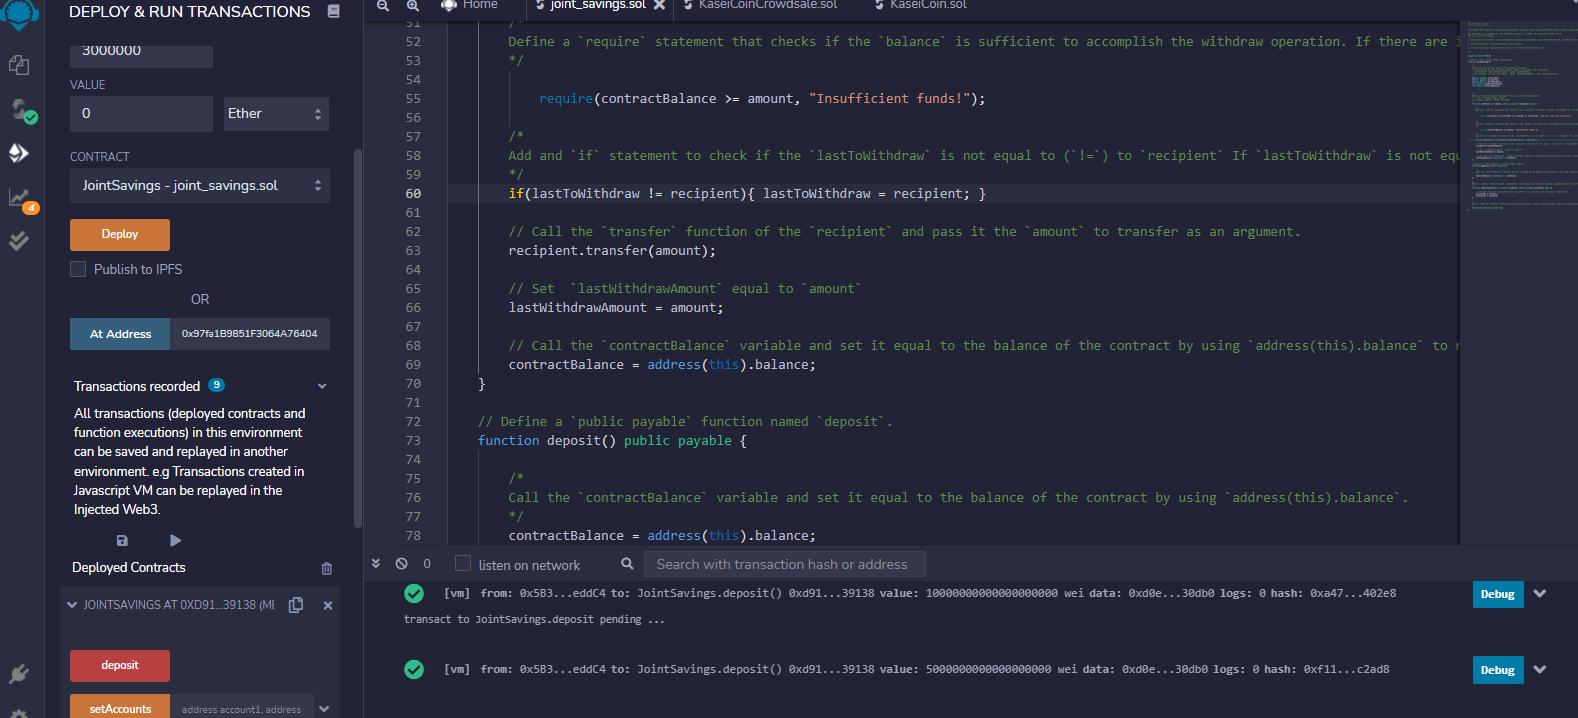 DEPLOY & RUN TRANSACTIONS
3000000
VALUE
0
Ether
CONTRACT
JointSavings - joint_savings.sol
Deploy
Publish to IPFS
OR
At Address
0x97fa1B9851F3064A76404
Transactions recorded 9
All transactions (deployed contracts and
function executions) in this environment
can be saved and replayed in another
environment. e.g Transactions created in
Javascript VM can be replayed in the
Injected Web3.
Deployed Contracts
JOINTSAVINGS AT 0XD91...39138 (ME
deposit
setAccounts
address account1, address
4
Home
joint_savings.sol
KaseiCoinCrowdsale.sol
KaseiCoin.sol
51 /*
52 Define a `require` statement that checks if the `balance` is sufficient to accomplish the withdraw operation. If there are i
53 */
54
55 require(contractBalance >= amount, "Insufficient funds!");
56
57 /*
58 Add and `if` statement to check if the `lastToWithdraw` is not equal to (`!=`) to `recipient` If `lastToWithdraw` is not equ
59 */
60 if(lastToWithdraw != recipient){ lastToWithdraw = recipient; }
61
62 // Call the `transfer` function of the `recipient` and pass it the `amount` to transfer as an argument.
63 recipient.transfer(amount);
64
65 // Set  `lastWithdrawAmount` equal to `amount`
66 lastWithdrawAmount = amount;
67
68 // Call the `contractBalance` variable and set it equal to the balance of the contract by using `address(this).balance` to r
69 contractBalance = address(this).balance;
70 }
71
72 // Define a `public payable` function named `deposit`.
73 function deposit() public payable {
74
75 /*
76 Call the `contractBalance` variable and set it equal to the balance of the contract by using `address(this).balance`.
77 */
78 contractBalance = address(this).balance;
0
listen on network
Search with transaction hash or address
[vm] from: 0x5B3...eddC4 to: JointSavings.deposit() 0xd91...39138 value: 10000000000000000000 wei data: 0xd0e...30db0 logs: 0 hash: 0xa47...402e8
Debug
transact to JointSavings.deposit pending ...
[vm] from: 0x5B3...eddC4 to: JointSavings.deposit() 0xd91...39138 value: 5000000000000000000 wei data: 0xd0e...30db0 logs: 0 hash: 0xf11...c2ad8
Debug